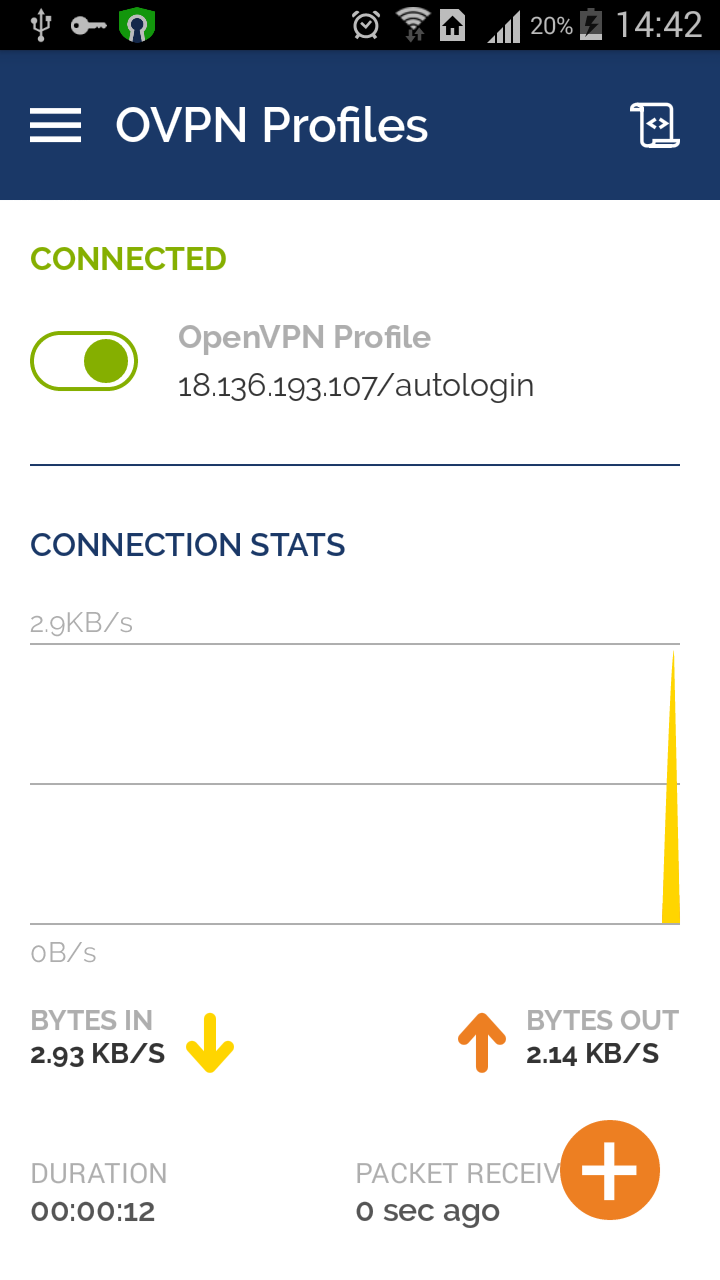 20% 14:42
OVPN Profiles
CONNECTED
OpenVPN Profile
18.136.193.107/autologin
CONNECTION STATS
2.9KB/s
0B/s
BYTES IN
2.93 KB/S
BYTES OUT
2.14 KB/S
DURATION
00:00:12
PACKET RECEIV
0 sec ago